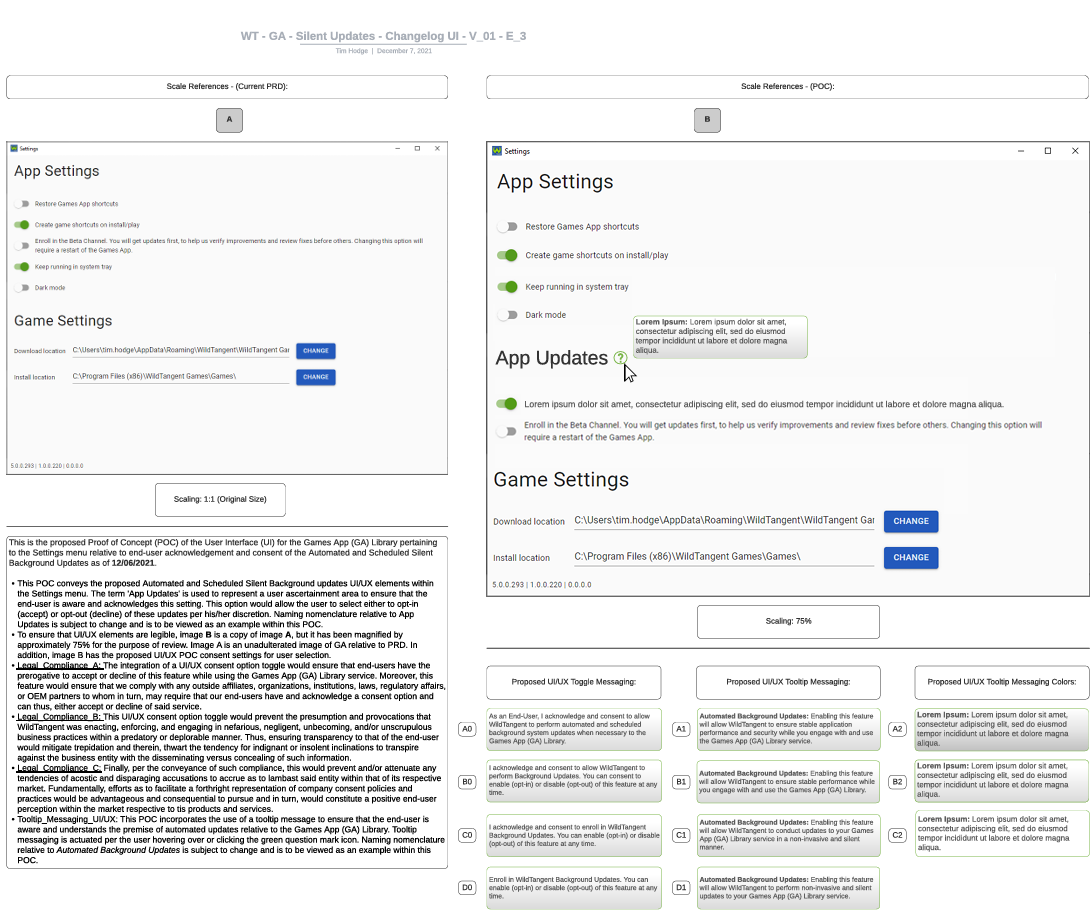 WT - GA - Silent Updates - Changelog UI - V_01 - E_3
Tim Hodge | December 7, 2021
Scale References - (Current PRD):
A
Settings
App Settings
Restore Games App shortcuts
Create game shortcuts on install/play
Enroll in the Beta Channel. You will get updates first, to help us verify improvements and review fixes before others. Changing this option will
require a restart of the Games App.
Keep running in system tray
Dark mode
Game Settings
Download location C:\Users\tim.hodge\AppData\Roaming\WildTangent\WildTangent Gar CHANGE
Install location C:\Program Files (x86)\WildTangent Games\Games\ CHANGE
5.0.0.293 | 1.0.0.220 | 0.0.0.0
Scaling: 1:1 (Original Size)
This is the proposed Proof of Concept (POC) of the User Interface (UI) for the Games App (GA) Library pertaining
to the Settings menu relative to end-user acknowledgement and consent of the Automated and Scheduled Silent
Background Updates as of 12/06/2021.
• This POC conveys the proposed Automated and Scheduled Silent Background updates UI/UX elements within
the Settings menu. The term 'App Updates' is used to represent a user ascertainment area to ensure that the
end-user is aware and acknowledges this setting. This option would allow the user to select either to opt-in
(accept) or opt-out (decline) of these updates per his/her discretion. Naming nomenclature relative to App
Updates is subject to change and is to be viewed as an example within this POC.
• To ensure that UI/UX elements are legible, image B is a copy of image A, but it has been magnified by
approximately 75% for the purpose of review. Image A is an unadulterated image of GA relative to PRD. In
addition, image B has the proposed UI/UX POC consent settings for user selection.
• Legal_Compliance_A: The integration of a UI/UX consent option toggle would ensure that end-users have the
prerogative to accept or decline of this feature while using the Games App (GA) Library service. Moreover, this
feature would ensure that we comply with any outside affiliates, organizations, institutions, laws, regulatory affairs,
or OEM partners to whom in turn, may require that our end-users have and acknowledge a consent option and
can thus, either accept or decline of said service.
• Legal_Compliance_B: This UI/UX consent option toggle would prevent the presumption and provocations that
WildTangent is enacting, enforcing, and engaging in nefarious, negligent, unbecoming, and/or unscrupulous
business practices within a predatory or deplorable manner. Thus, ensuring transparency to that of the end-user
would mitigate trepidation and therein, thwart the tendency for indignant or insolent inclinations to transpire
against the business entity with the disseminating versus concealing of such information.
• Legal_Compliance_C: Finally, per the conveyance of such compliance, this would prevent and/or attenuate any
tendencies of acostic and disparaging accusations to accrue as to lambast said entity within that of its respective
market. Fundamentally, efforts as to facilitate a forthright representation of company consent policies and
practices would be advantageous and consequential to pursue and in turn, would constitute a positive end-user
perception within the market respective to tis products and services.
• Tooltip_Messaging_UI/UX: This POC incorporates the use of a tooltip message to ensure that the end-user is
aware and understands the premise of automated updates relative to the Games App (GA) Library. Tooltip
messaging is actuated per the user hovering over or clicking the green question mark icon. Naming nomenclature
relative to Automated Background Updates is subject to change and is to be viewed as an example within this
POC.
Scale References - (POC):
B
Settings
App Settings
Restore Games App shortcuts
Create game shortcuts on install/play
Keep running in system tray
Dark mode
Lorem Ipsum: Lorem ipsum dolor sit amet,
consectetur adipiscing elit, sed do eiusmod
tempor incididunt ut labore et dolore magna
aliqua.
App Updates ?
Lorem ipsum dolor sit amet, consectetur adipiscing elit, sed do eiusmod tempor incididunt ut labore et dolore magna aliqua.
Enroll in the Beta Channel. You will get updates first, to help us verify improvements and review fixes before others. Changing this option will
require a restart of the Games App.
Game Settings
Download location C:\Users\tim.hodge\AppData\Roaming\WildTangent\WildTangent Gar CHANGE
Install location C:\Program Files (x86)\WildTangent Games\Games\ CHANGE
5.0.0.293 | 1.0.0.220 | 0.0.0.0
Scaling: 75%
Proposed UI/UX Toggle Messaging:
A0
As an End-User, I acknowledge and consent to allow
WildTangent to perform automated and scheduled
background system updates when necessary to the
Games App (GA) Library.
B0
I acknowledge and consent to allow WildTangent to
perform Background Updates. You can consent to
enable (opt-in) or disable (opt-out) of this feature at any
time.
C0
I acknowledge and consent to enroll in WildTangent
Background Updates. You can enable (opt-in) or disable
(opt-out) of this feature at any time.
D0
Enroll in WildTangent Background Updates. You can
enable (opt-in) or disable (opt-out) of this feature at any
time.
Proposed UI/UX Tooltip Messaging:
A1
Automated Background Updates: Enabling this feature
will allow WildTangent to ensure stable application
performance and security while you engage with and use
the Games App (GA) Library service.
B1
Automated Background Updates: Enabling this feature
will allow WildTangent to ensure stable performance while
you engage with and use the Games App (GA) Library.
C1
Automated Background Updates: Enabling this feature
will allow WildTangent to conduct updates to your Games
App (GA) Library service in a non-invasive and silent
manner.
D1
Automated Background Updates: Enabling this feature
will allow WildTangent to perform non-invasive and silent
updates to your Games App (GA) Library service.
Proposed UI/UX Tooltip Messaging Colors:
A2
Lorem Ipsum: Lorem ipsum dolor sit
amet, consectetur adipiscing elit, sed do
eiusmod tempor incididunt ut labore et
dolore magna aliqua.
B2
Lorem Ipsum: Lorem ipsum dolor sit
amet, consectetur adipiscing elit, sed do
eiusmod tempor incididunt ut labore et
dolore magna aliqua.
C2
Lorem Ipsum: Lorem ipsum dolor sit
amet, consectetur adipiscing elit, sed do
eiusmod tempor incididunt ut labore et
dolore magna aliqua.